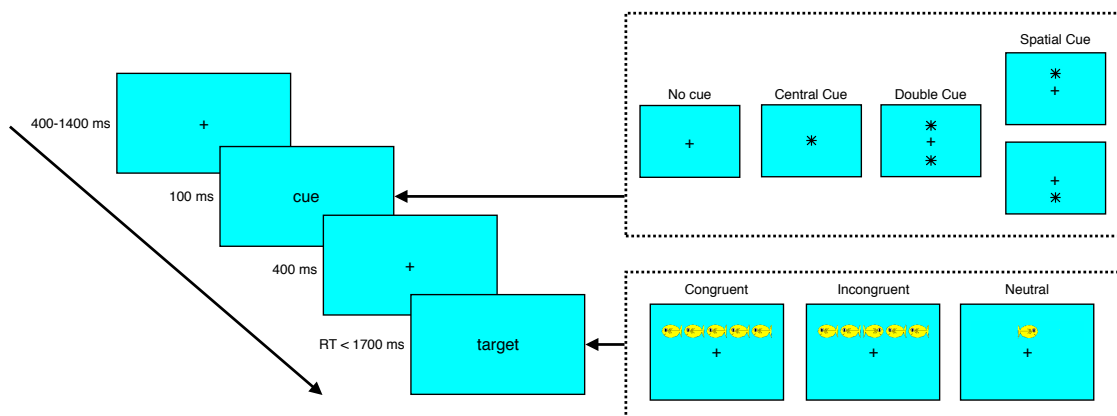 400-1400 ms
+
100 ms
cue
400 ms
+
RT < 1700 ms
target
No cue
+
Central Cue
*
Double Cue
*
+
*
Spatial Cue
*
+
+
*
Congruent
+
Incongruent
+
Neutral
+